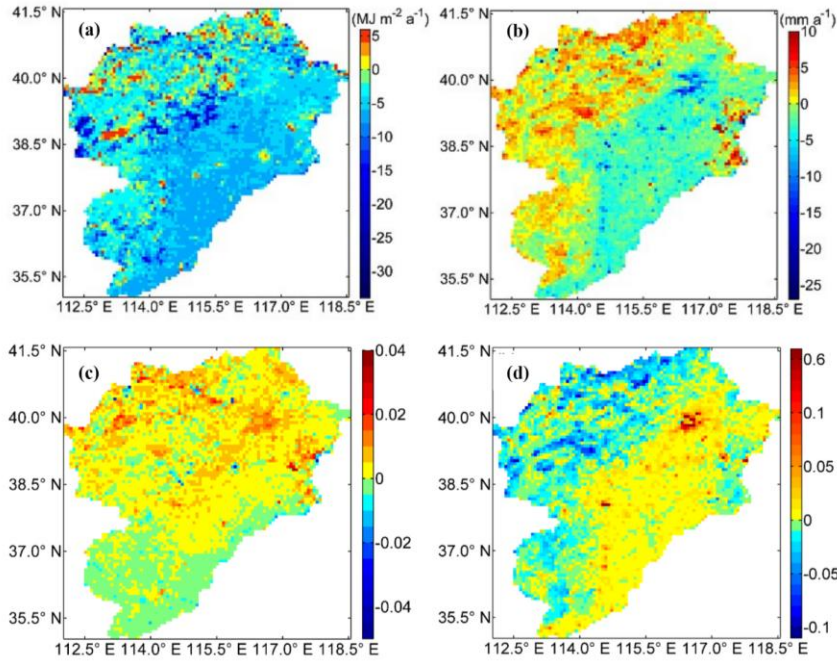 (a)
(MJ m⁻² a⁻¹)
41.5° N
40.0° N
38.5° N
37.0° N
35.5° N
5
0
-5
-10
-15
-20
-25
-30
112.5° E 114.0° E 115.5° E 117.0° E 118.5° E
(b)
(mm a⁻¹)
41.5° N
40.0° N
38.5° N
37.0° N
35.5° N
10
5
0
-5
-10
-15
-20
-25
112.5° E 114.0° E 115.5° E 117.0° E 118.5° E
(c)
41.5° N
40.0° N
38.5° N
37.0° N
35.5° N
0.04
0.02
0
-0.02
-0.04
112.5° E 114.0° E 115.5° E 117.0° E 118.5° E
(d)
41.5° N
40.0° N
38.5° N
37.0° N
35.5° N
0.6
0.1
0.05
0
-0.05
-0.1
112.5° E 114.0° E 115.5° E 117.0° E 118.5° E